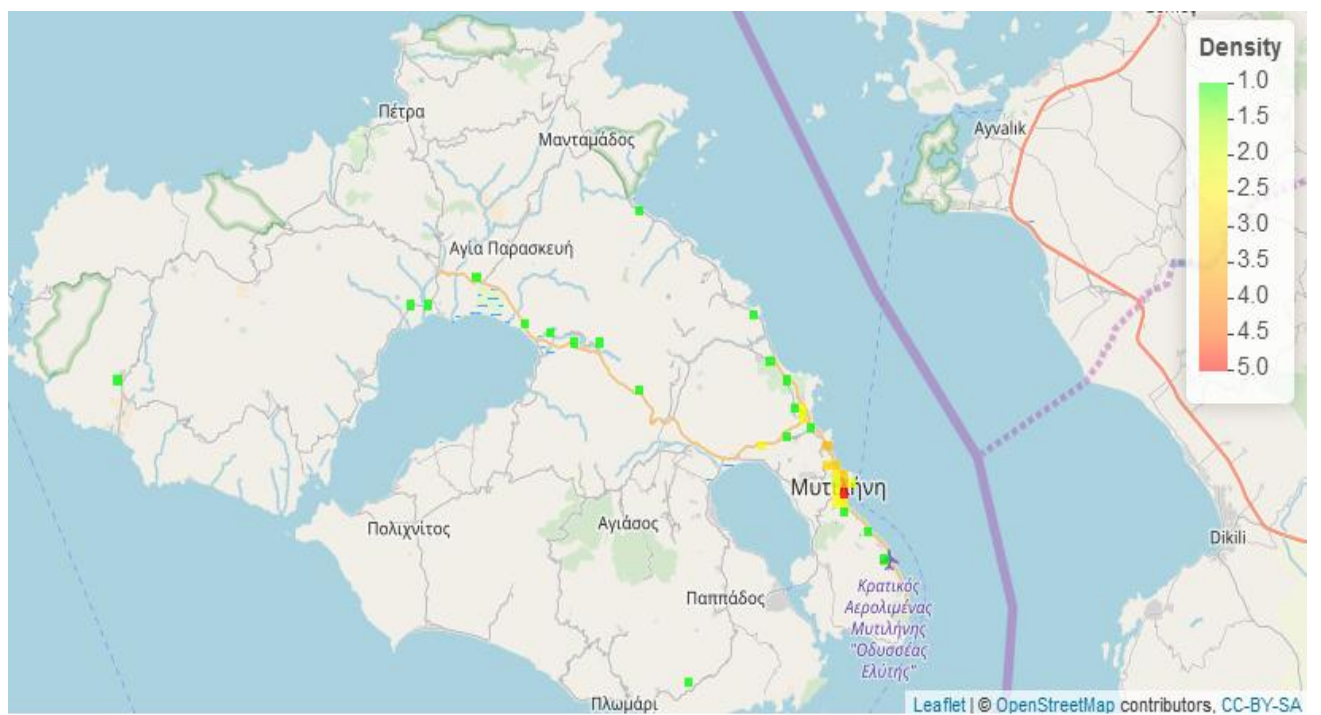 Density
1.0
1.5
2.0
2.5
3.0
3.5
4.0
4.5
5.0
Πέτρα
Μανταμάδος
Ayvalık
Αγία Παρασκευή
Μυτιλήνη
Πολιχνίτος
Αγιάσος
Dikili
Παππάδος
Κρατικός
Αερολιμένας
Μυτιλήνης
"Οδυσσέας
Ελύτής"
Πλωμάρι
Leaflet | © OpenStreetMap contributors, CC-BY-SA